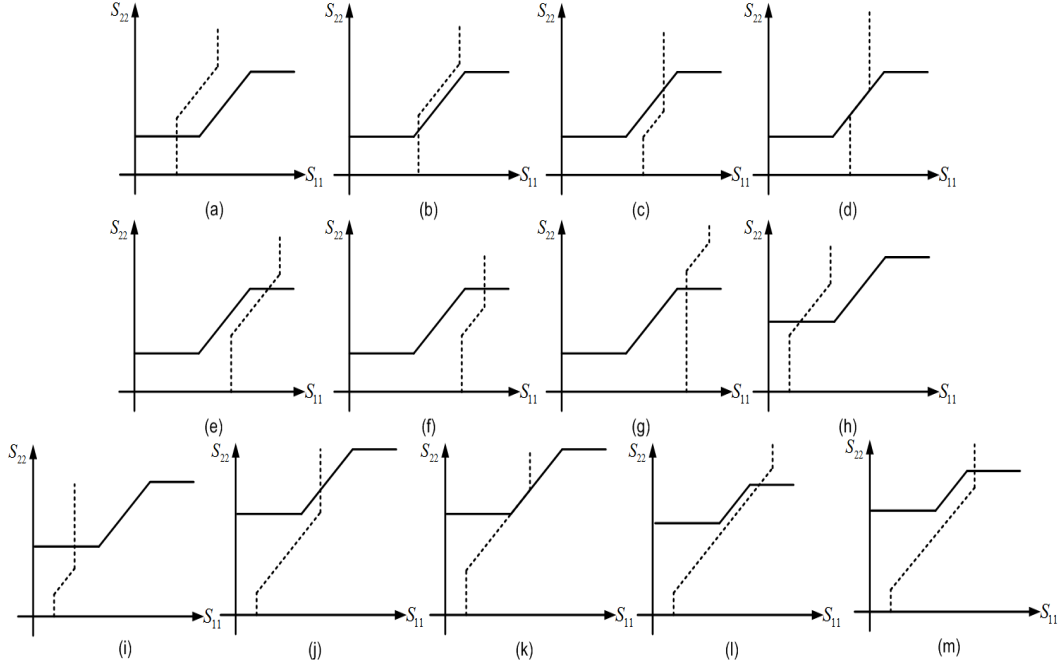 S22 S22 S22 S22
S11 S11 S11 S11
(a) (b) (c) (d)
S22 S22 S22 S22
S11 S11 S11 S11
(e) (f) (g) (h)
S22 S22 S22 S22 S22
S11 S11 S11 S11 S11
(i) (j) (k) (l) (m)